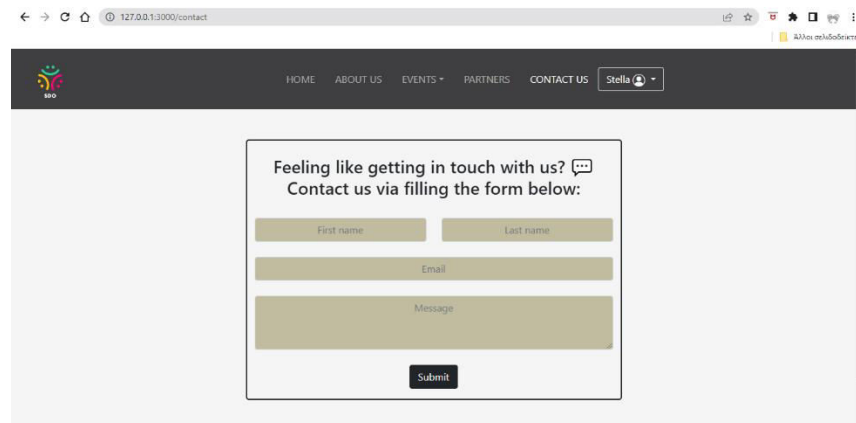 127.0.0.1:3000/contact
Άλλοι σελιδοδείκτε
SDO
HOME ABOUT US EVENTS PARTNERS CONTACT US Stella
Feeling like getting in touch with us?
Contact us via filling the form below:
First name Last name
Email
Message
Submit